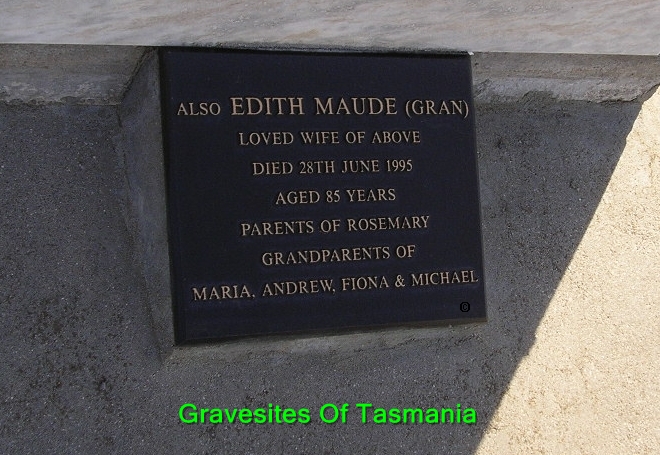 ALSO EDITH MAUDE (GRAN)
LOVED WIFE OF ABOVE
DIED 28TH JUNE 1995
AGED 85 YEARS
PARENTS OF ROSEMARY
GRANDPARENTS OF
MARIA, ANDREW, FIONA & MICHAEL
©
Gravesites Of Tasmania